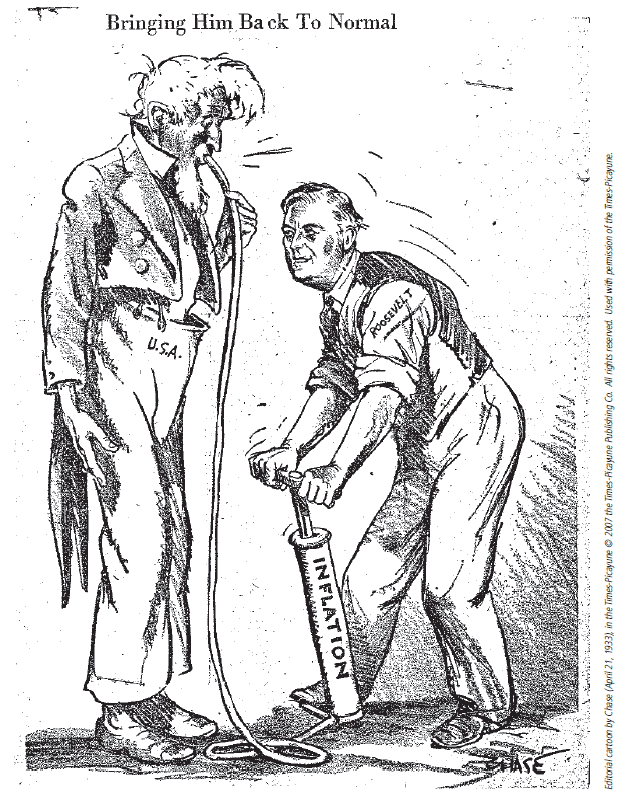 Bringing Him Back To Normal
U.S.A.
ROOSEVELT
INFLATION
CHASE
Editorial cartoon by Chase (April 21, 1933), in the Times-Picayune © 2007 the Times-Picayune Publishing Co. All rights reserved. Used with permission of the Times-Picayune.